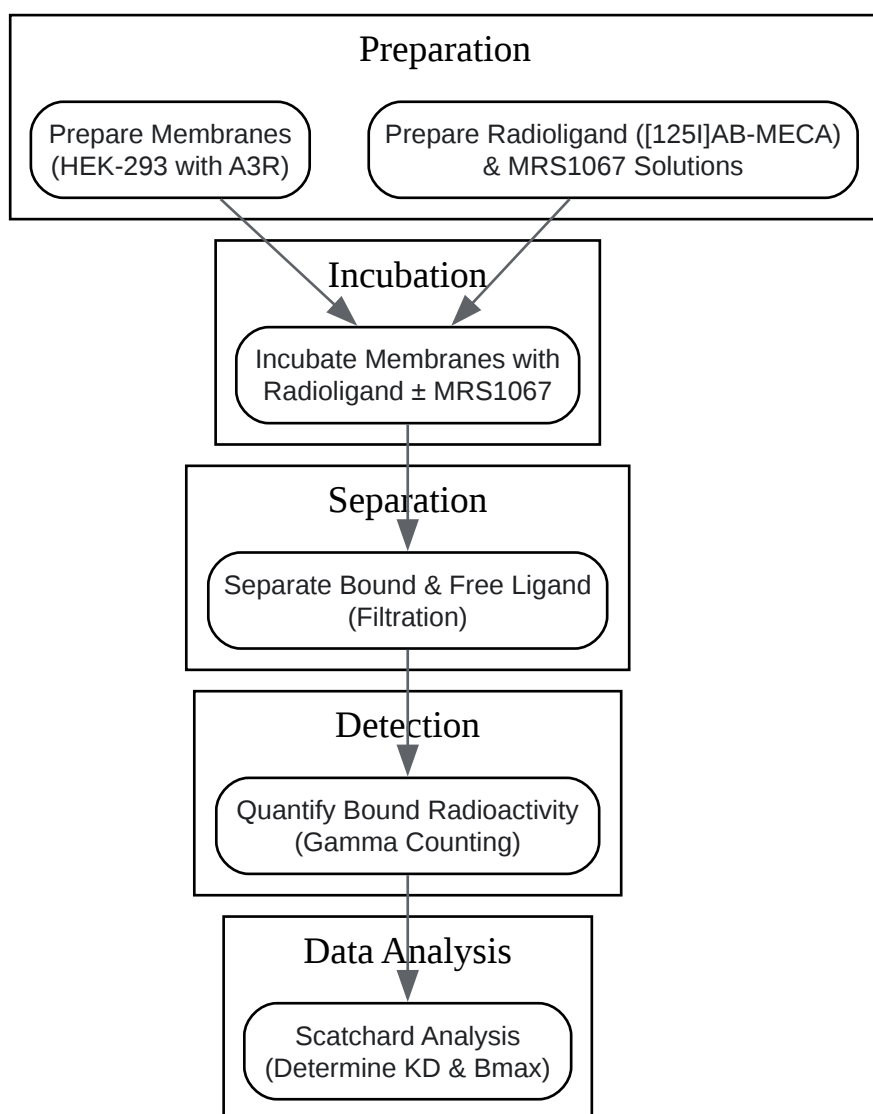 Preparation
Prepare Membranes
(HEK-293 with A3R)
Prepare Radioligand ([125I]AB-MECA)
& MRS1067 Solutions
Incubation
Incubate Membranes with
Radioligand ± MRS1067
Separation
Separate Bound & Free Ligand
(Filtration)
Detection
Quantify Bound Radioactivity
(Gamma Counting)
Data Analysis
Scatchard Analysis
(Determine KD & Bmax)